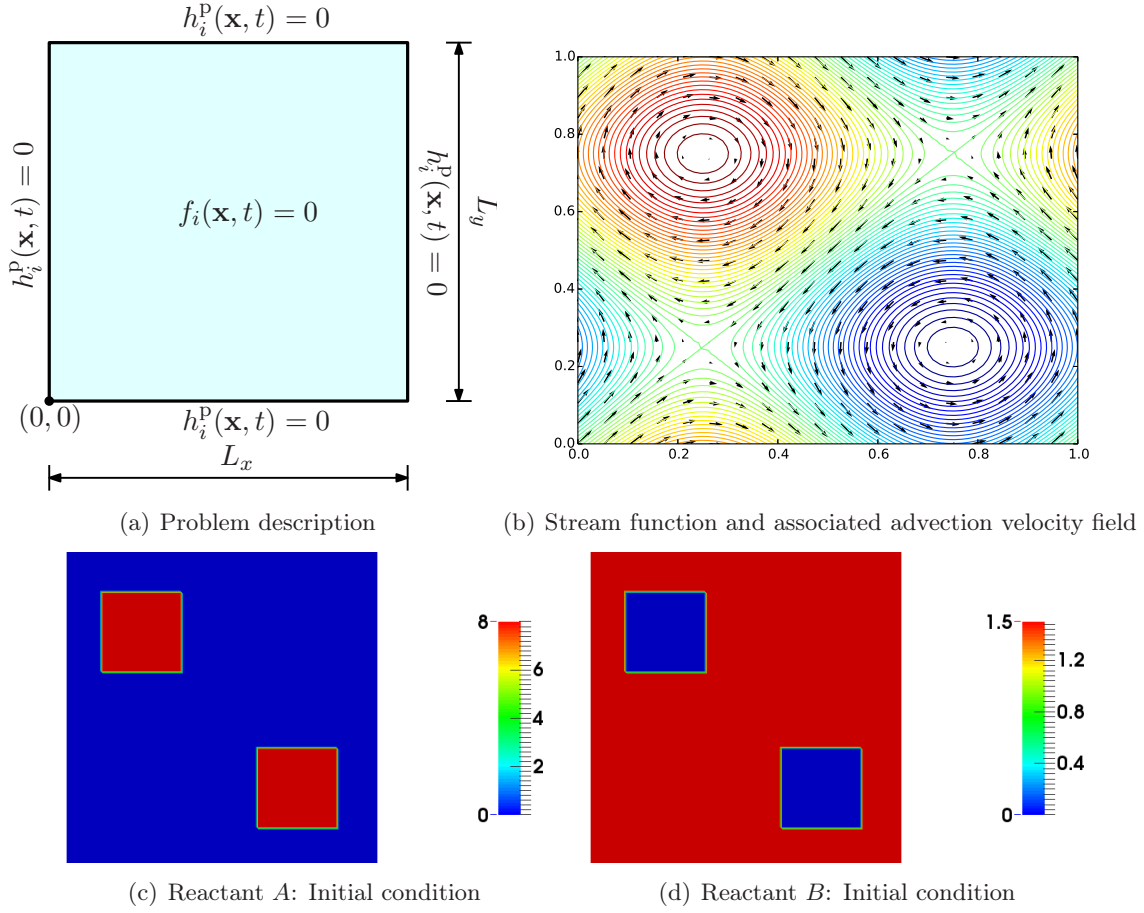 h_i^p(x, t) = 0
h_i^p(x, t) = 0
f_i(x, t) = 0
h_i^p(x, t) = 0
L_y
(0, 0)
h_i^p(x, t) = 0
L_x
(a) Problem description
1.0
0.8
0.6
0.4
0.2
0.0
0.0 0.2 0.4 0.6 0.8 1.0
(b) Stream function and associated advection velocity field
8
6
4
2
0
(c) Reactant A: Initial condition
1.5
1.2
0.8
0.4
0
(d) Reactant B: Initial condition